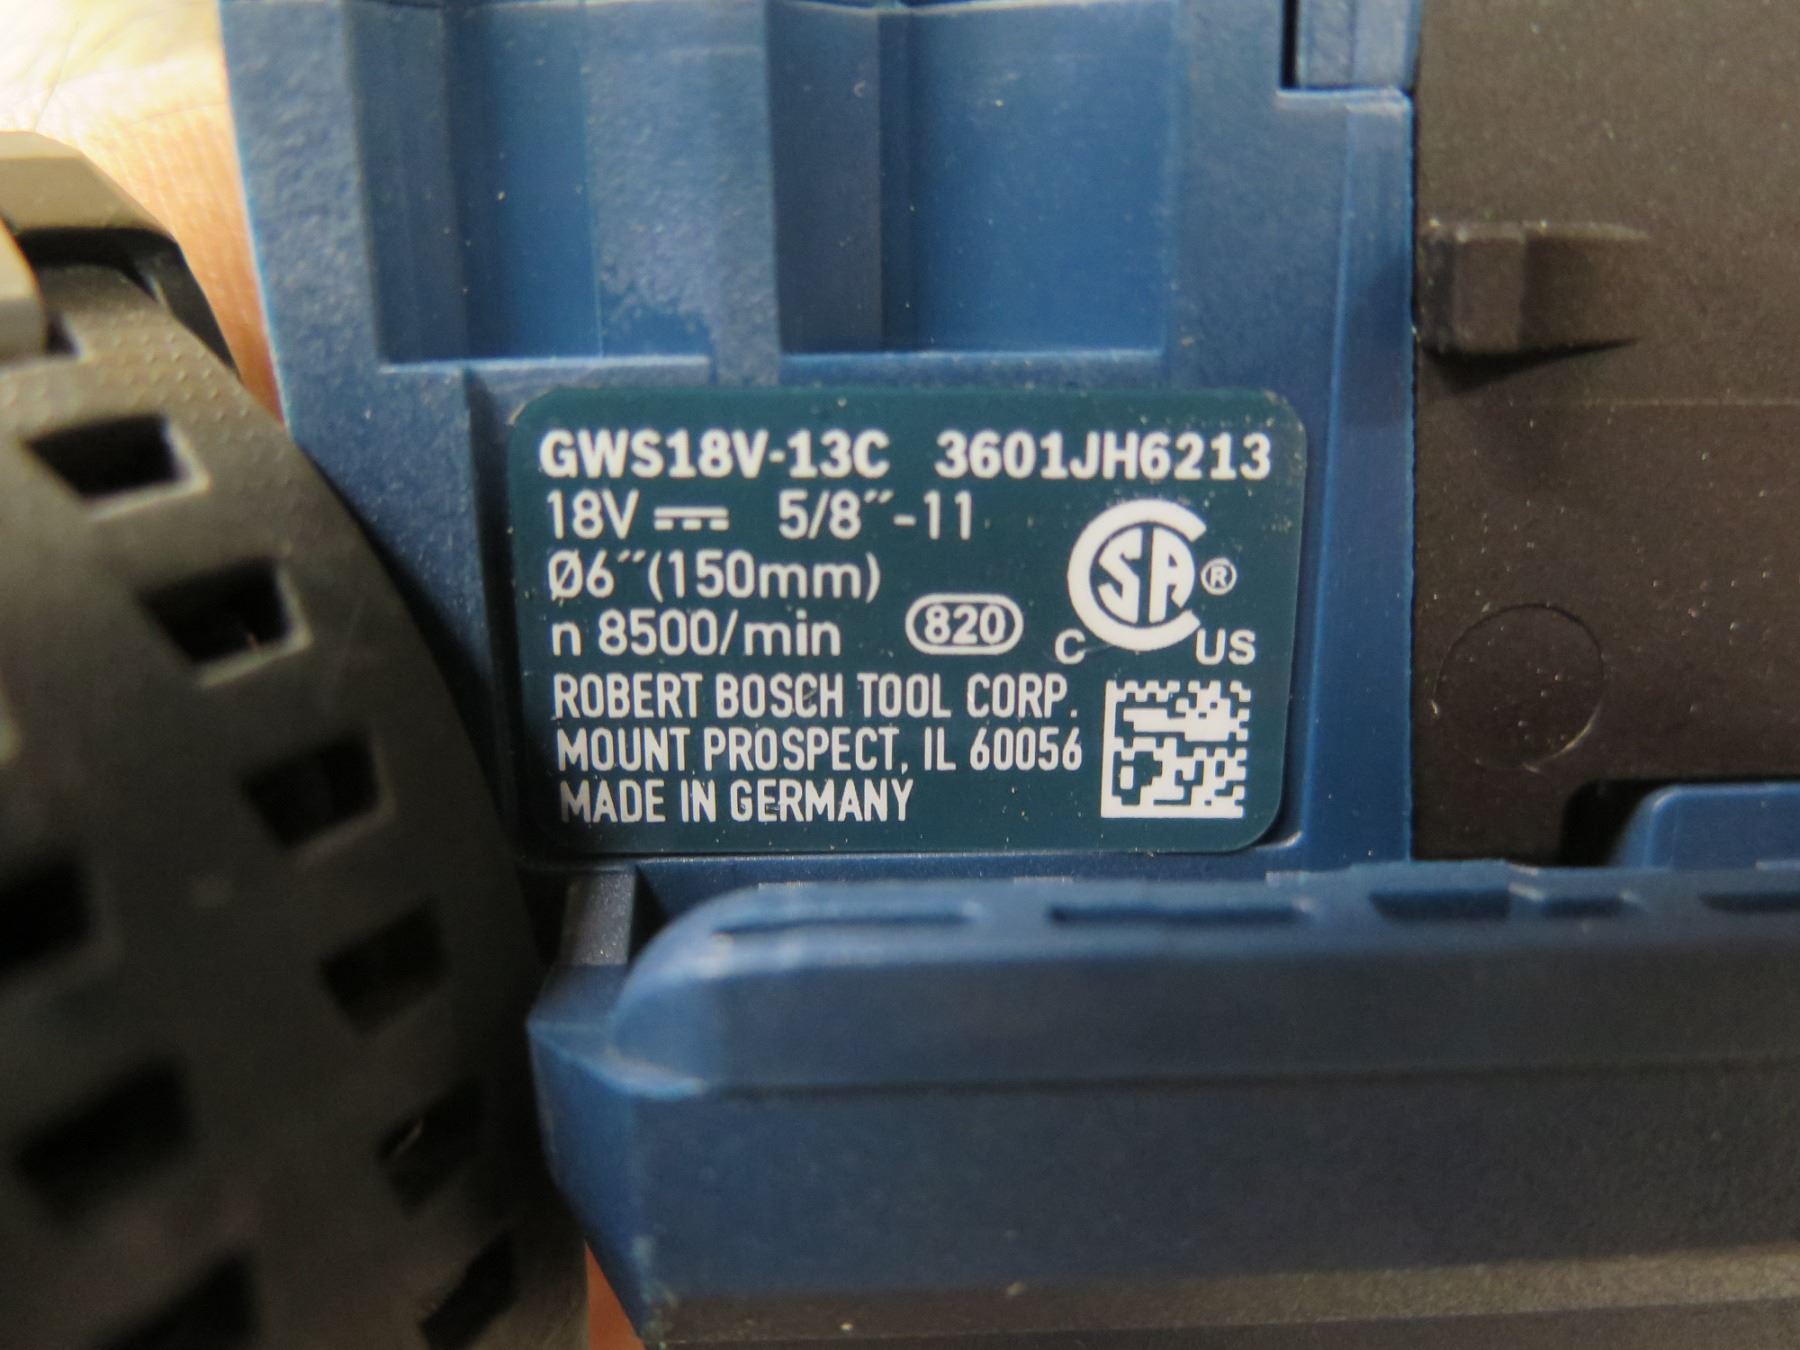 GWS18V-13C 3601JH6213
18V ⎓ 5/8˝-11
Ø6˝(150mm)
n 8500/min 820
CSA® C US
ROBERT BOSCH TOOL CORP.
MOUNT PROSPECT, IL 60056
MADE IN GERMANY